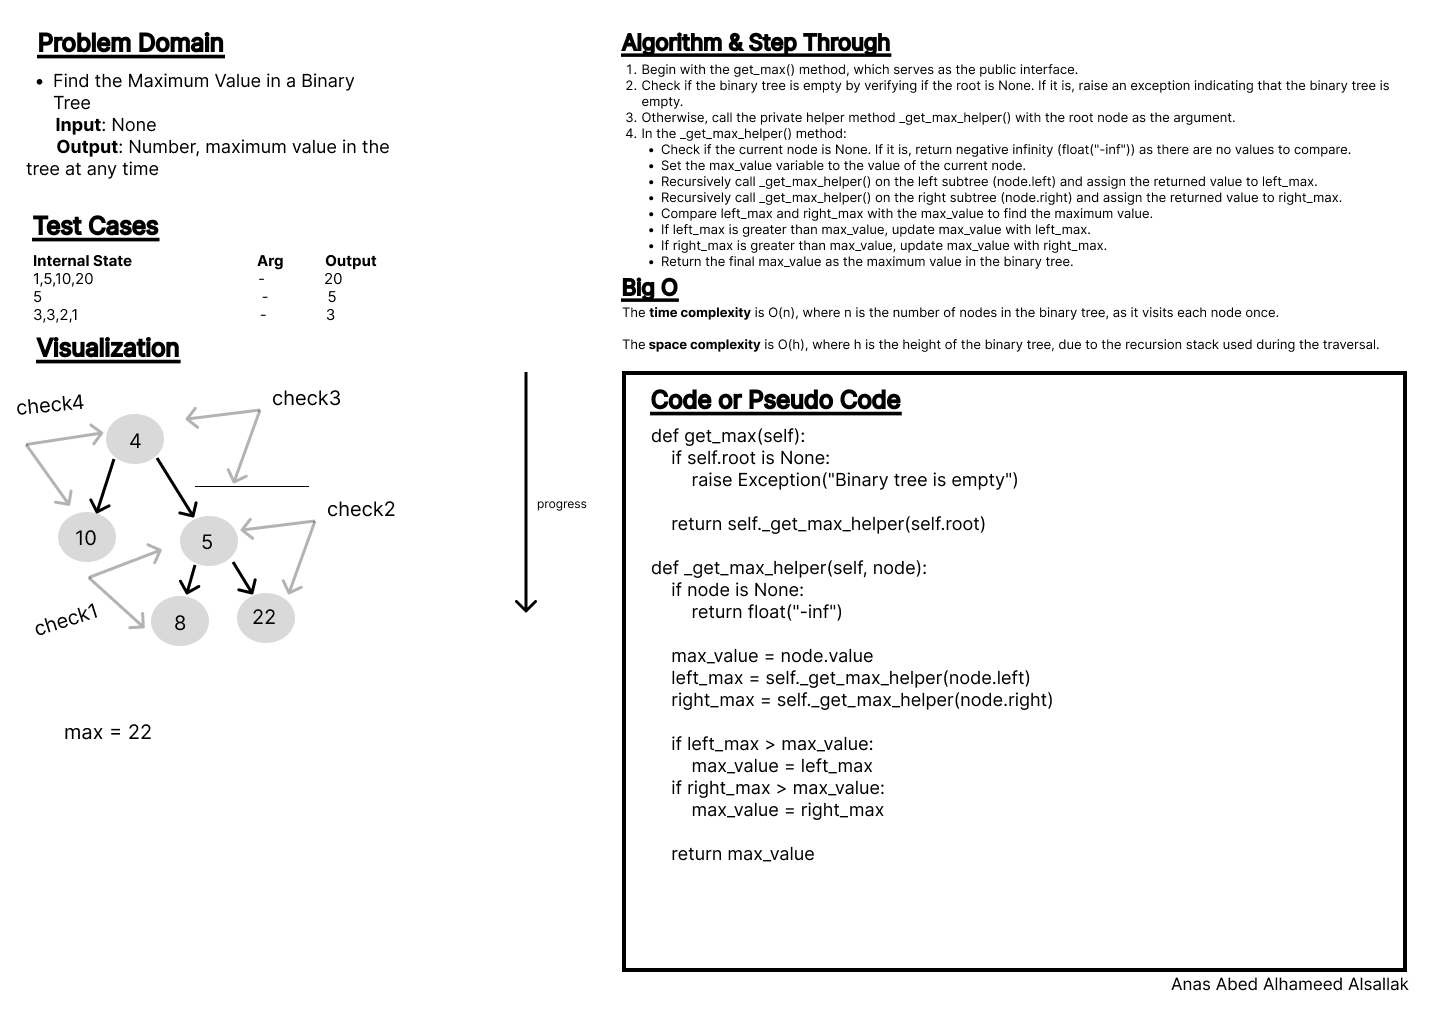 Problem Domain
• Find the Maximum Value in a Binary
Tree
Input: None
Output: Number, maximum value in the
tree at any time
Test Cases
Internal State Arg Output
1,5,10,20 - 20
5 - 5
3,3,2,1 - 3
Visualization
check4
check3
4
check2
10
5
check1
8
22
max = 22
progress
Algorithm & Step Through
1. Begin with the get_max() method, which serves as the public interface.
2. Check if the binary tree is empty by verifying if the root is None. If it is, raise an exception indicating that the binary tree is
empty.
3. Otherwise, call the private helper method _get_max_helper() with the root node as the argument.
4. In the _get_max_helper() method:
• Check if the current node is None. If it is, return negative infinity (float("-inf")) as there are no values to compare.
• Set the max_value variable to the value of the current node.
• Recursively call _get_max_helper() on the left subtree (node.left) and assign the returned value to left_max.
• Recursively call _get_max_helper() on the right subtree (node.right) and assign the returned value to right_max.
• Compare left_max and right_max with the max_value to find the maximum value.
• If left_max is greater than max_value, update max_value with left_max.
• If right_max is greater than max_value, update max_value with right_max.
• Return the final max_value as the maximum value in the binary tree.
Big O
The time complexity is O(n), where n is the number of nodes in the binary tree, as it visits each node once.
The space complexity is O(h), where h is the height of the binary tree, due to the recursion stack used during the traversal.
Code or Pseudo Code
def get_max(self):
if self.root is None:
raise Exception("Binary tree is empty")
return self._get_max_helper(self.root)
def _get_max_helper(self, node):
if node is None:
return float("-inf")
max_value = node.value
left_max = self._get_max_helper(node.left)
right_max = self._get_max_helper(node.right)
if left_max > max_value:
max_value = left_max
if right_max > max_value:
max_value = right_max
return max_value
Anas Abed Alhameed Alsallak